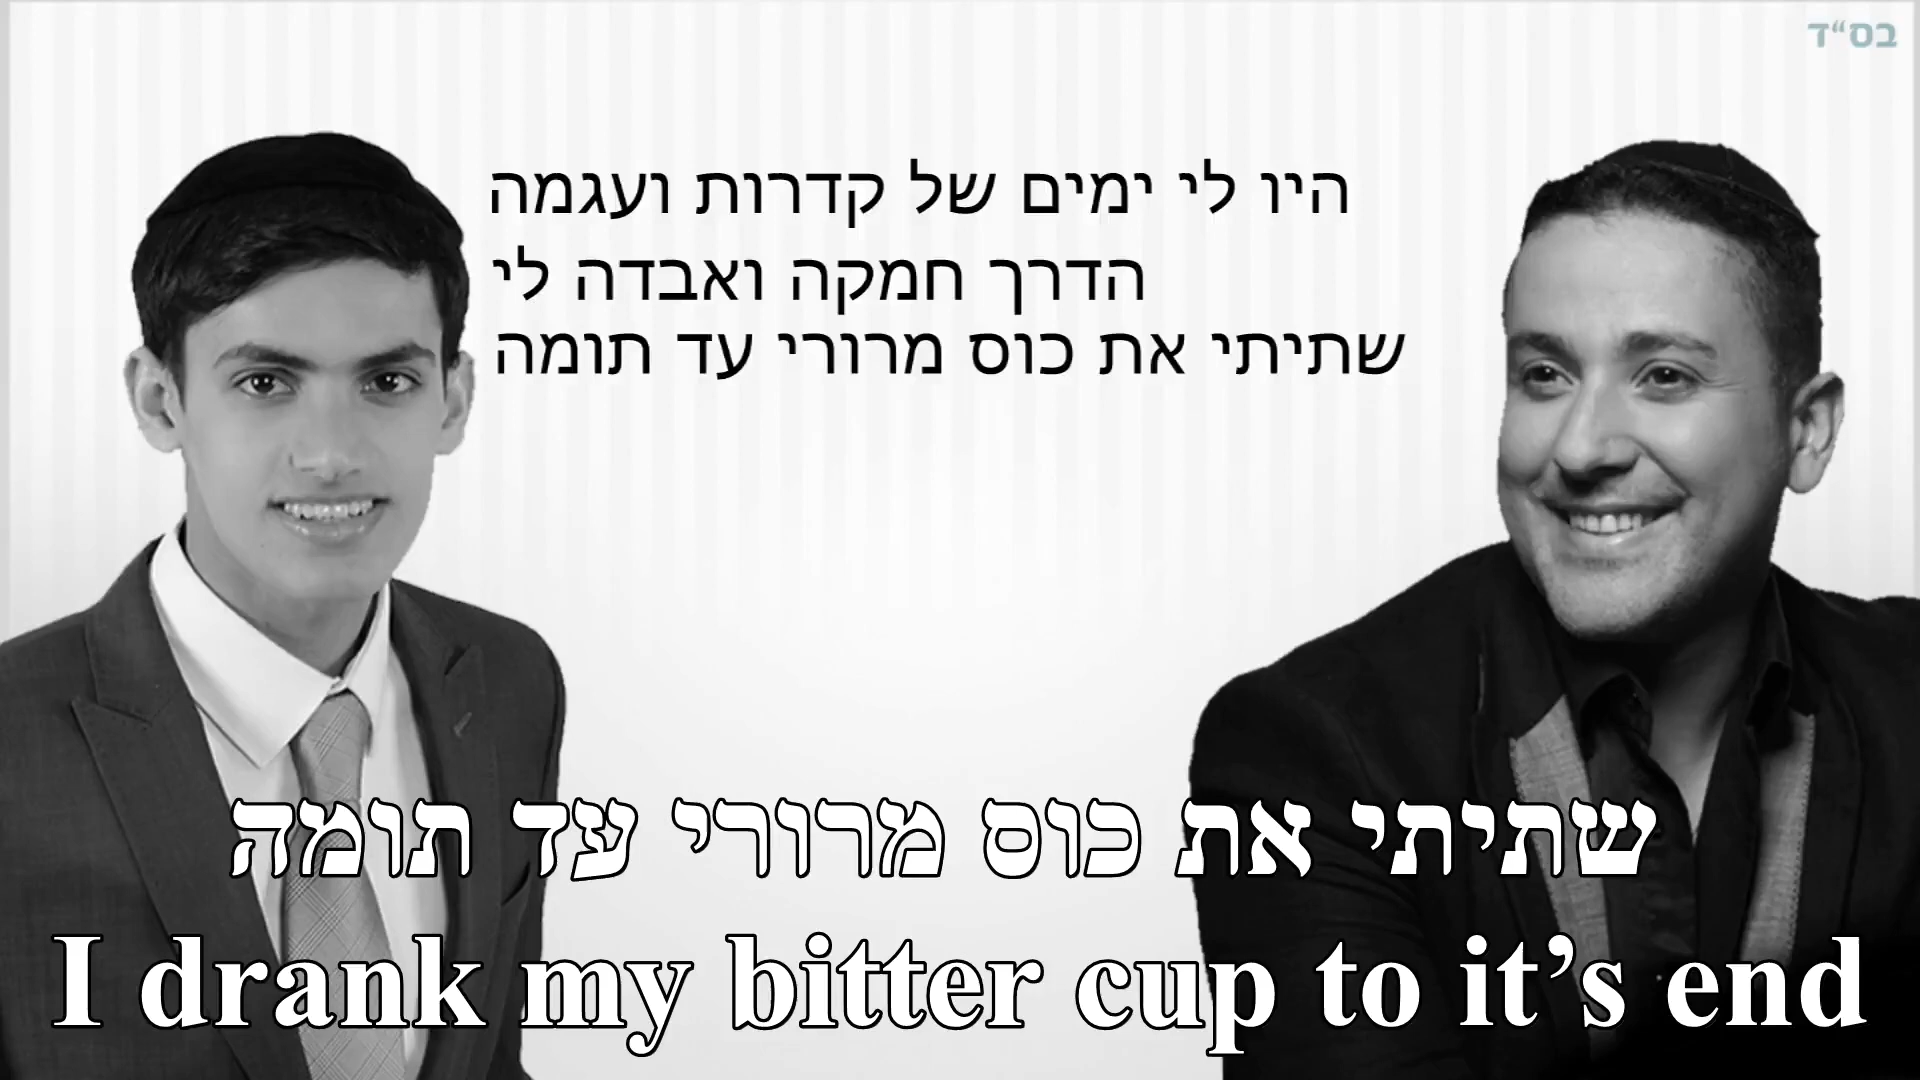 בס"ד
היו לי ימים של קדרות ועגמה
הדרך חמקה ואבדה לי
שתיתי את כוס מרורי עד תומה
שתיתי את כוס מרורי עד תומה
I drank my bitter cup to it’s end